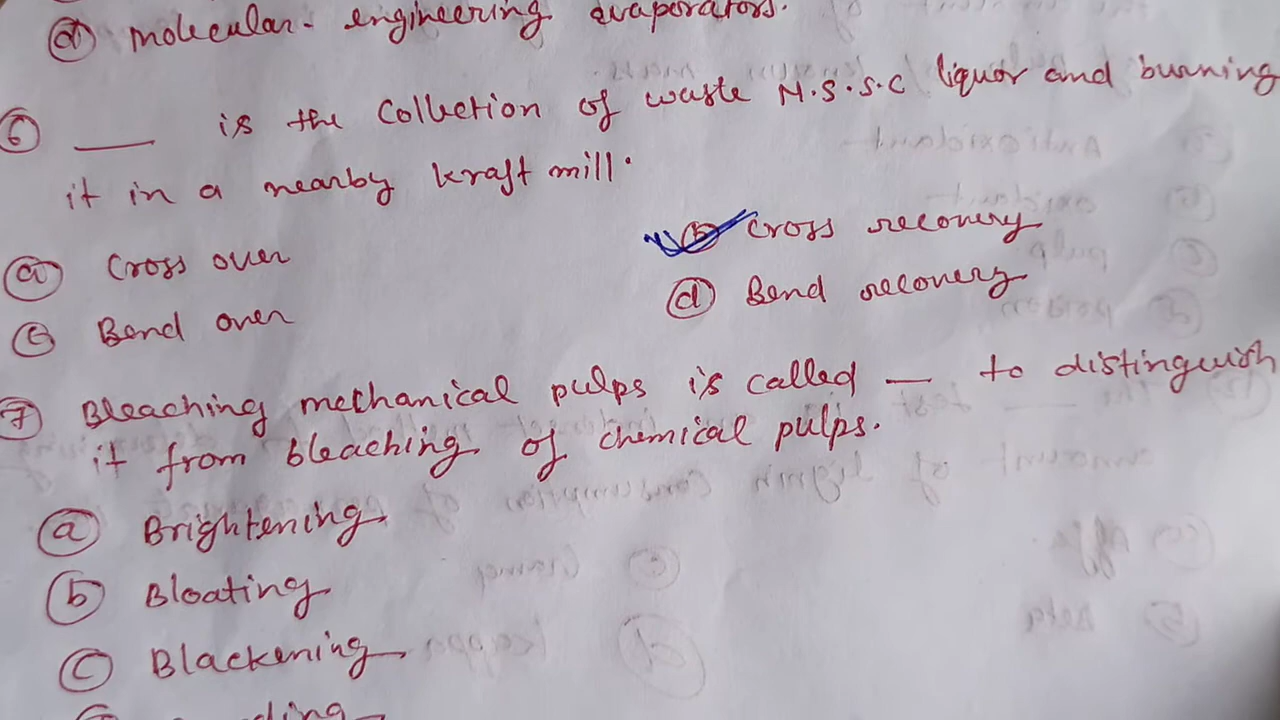 (d) molecular- engineering evaporators.
(6) ___ is the Collection of waste N.S.S.C liquor and burning
it in a nearby kraft mill.
(a) Cross over
(b) Cross recovery
(c) Bend over
(d) Bend recovery
(7) Bleaching mechanical pulps is called __ to distinguish
it from bleaching of chemical pulps.
(a) Brightening
(b) Bloating
(c) Blackening